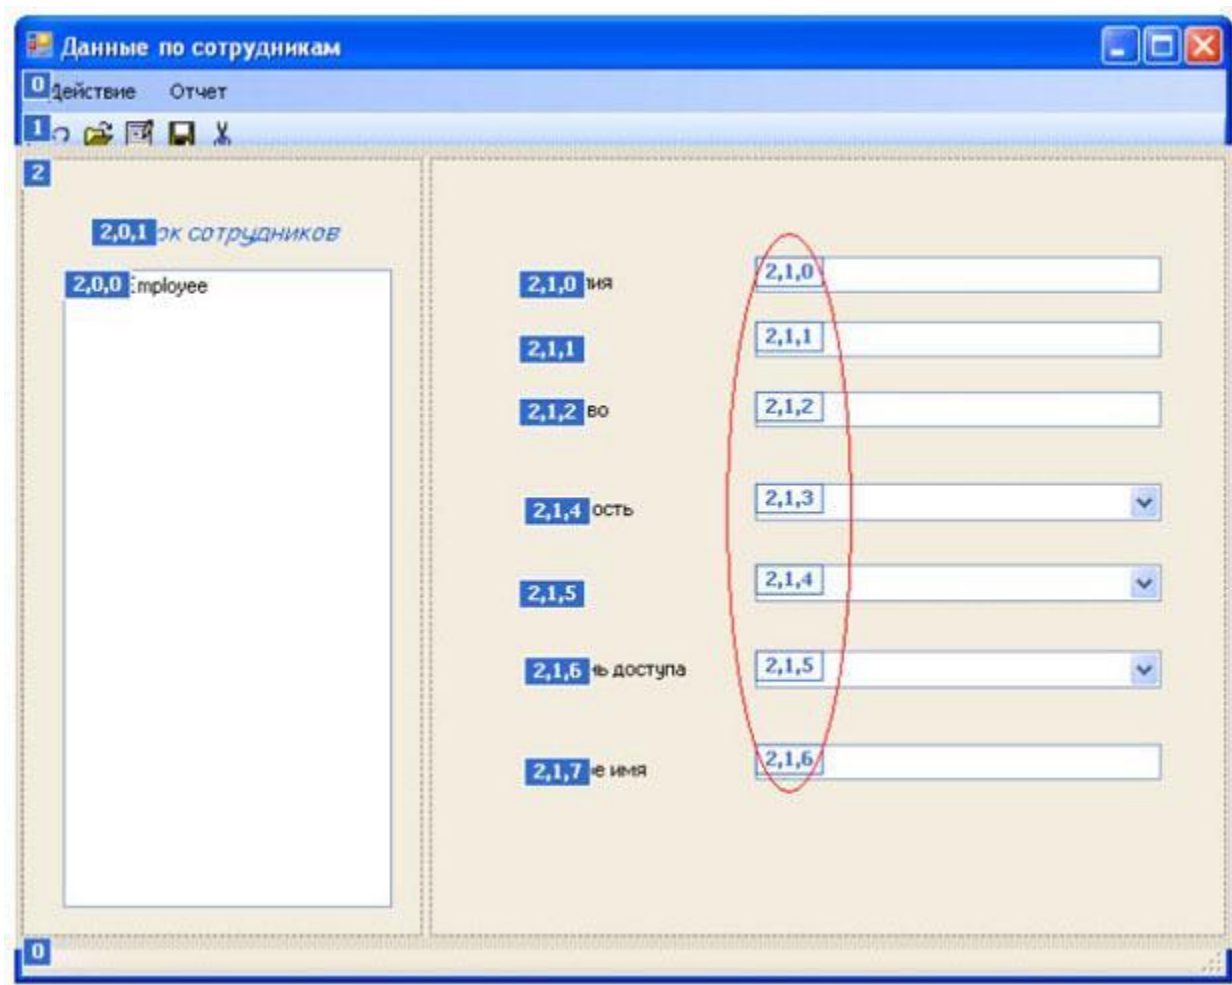 Данные по сотрудникам
0 Действие Отчет
1
2
2,0,1 ок сотрудников
2,0,0 Employee
2,1,0 лия 2,1,0
2,1,1 2,1,1
2,1,2 во 2,1,2
2,1,4 ость 2,1,3
2,1,5 2,1,4
2,1,6 нь доступа 2,1,5
2,1,7 ое имя 2,1,6
0